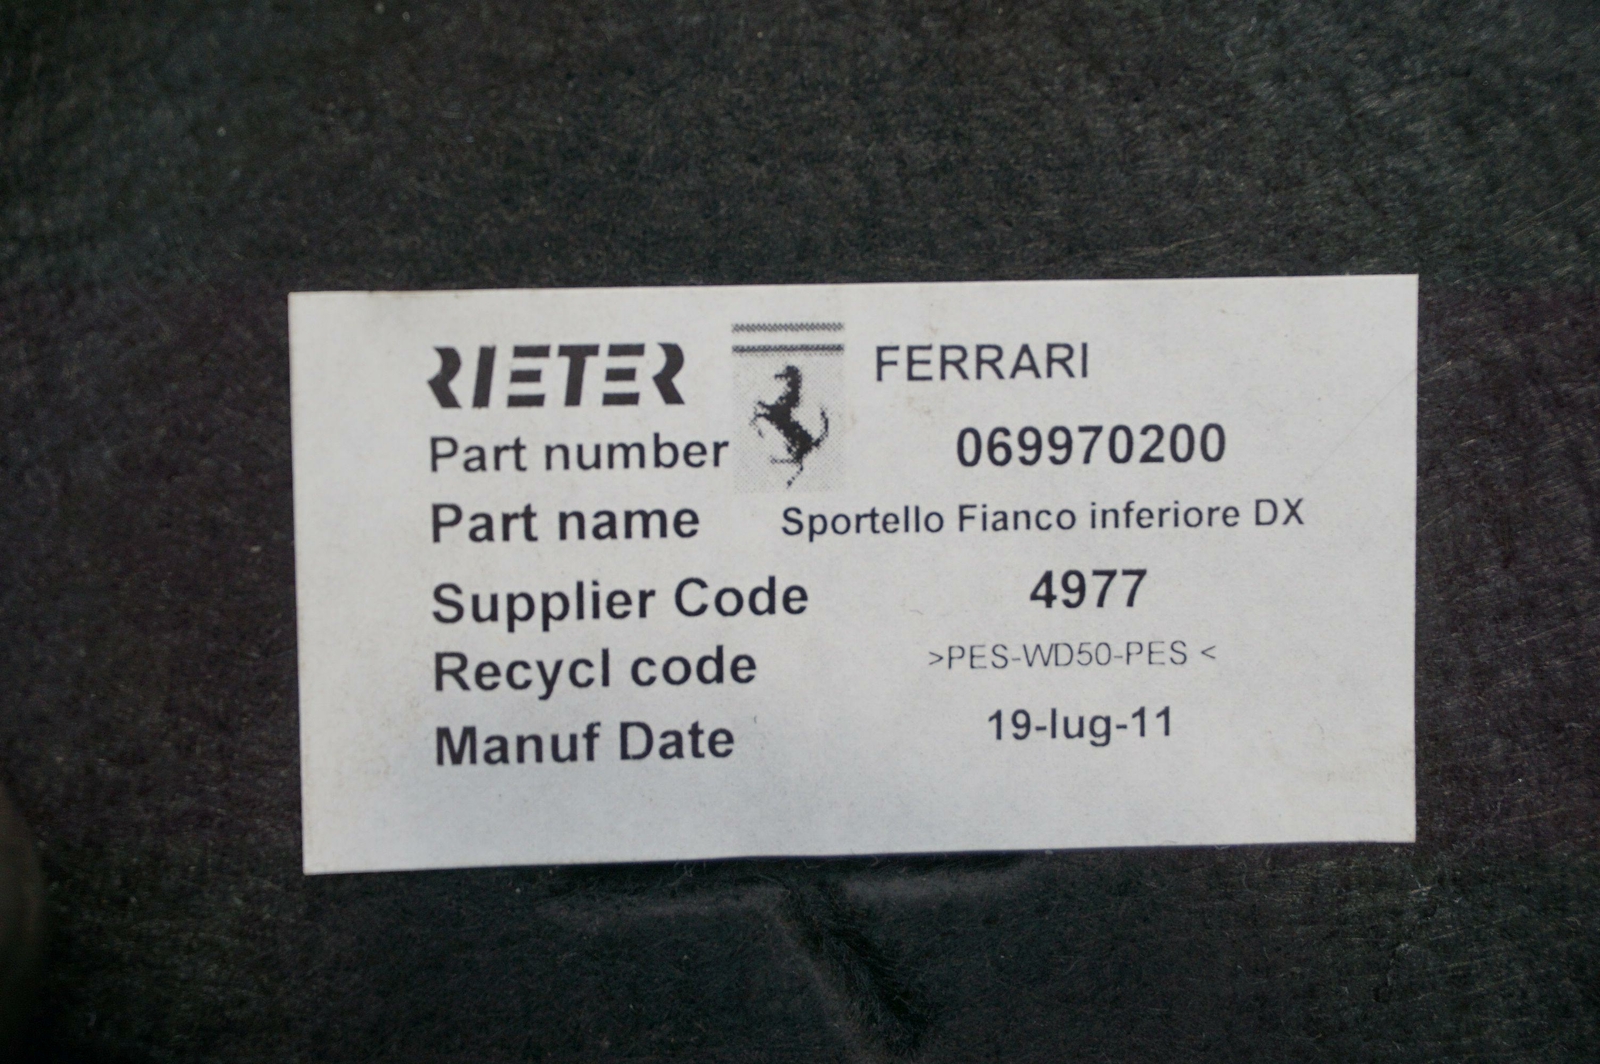 RIETER FERRARI
Part number 069970200
Part name Sportello Fianco inferiore DX
Supplier Code 4977
Recycl code >PES-WD50-PES <
Manuf Date 19-lug-11